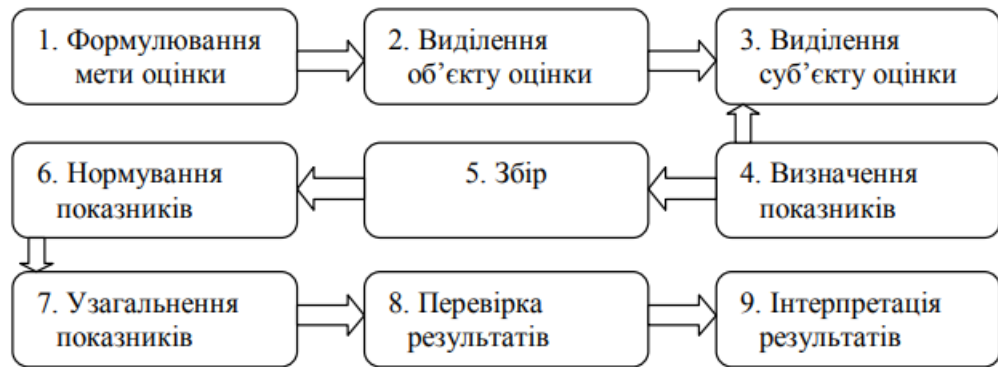 1. Формулювання
мети оцінки
2. Виділення
об’єкту оцінки
3. Виділення
суб’єкту оцінки
6. Нормування
показників
5. Збір
4. Визначення
показників
7. Узагальнення
показників
8. Перевірка
результатів
9. Інтерпретація
результатів